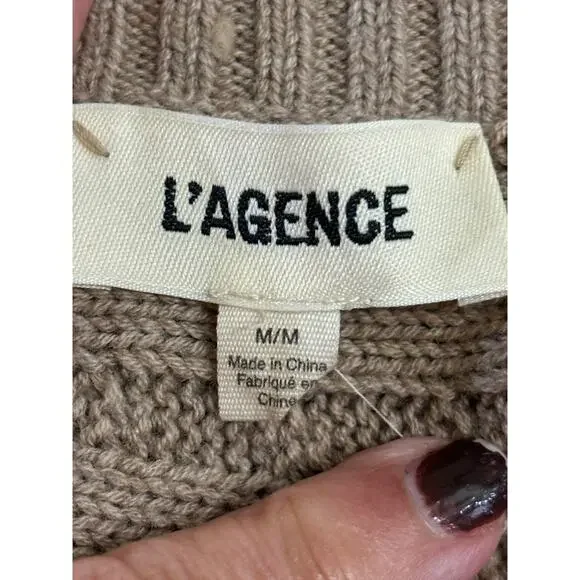 L'AGENCE
M/M
Made in China
Fabriqué en
Chine